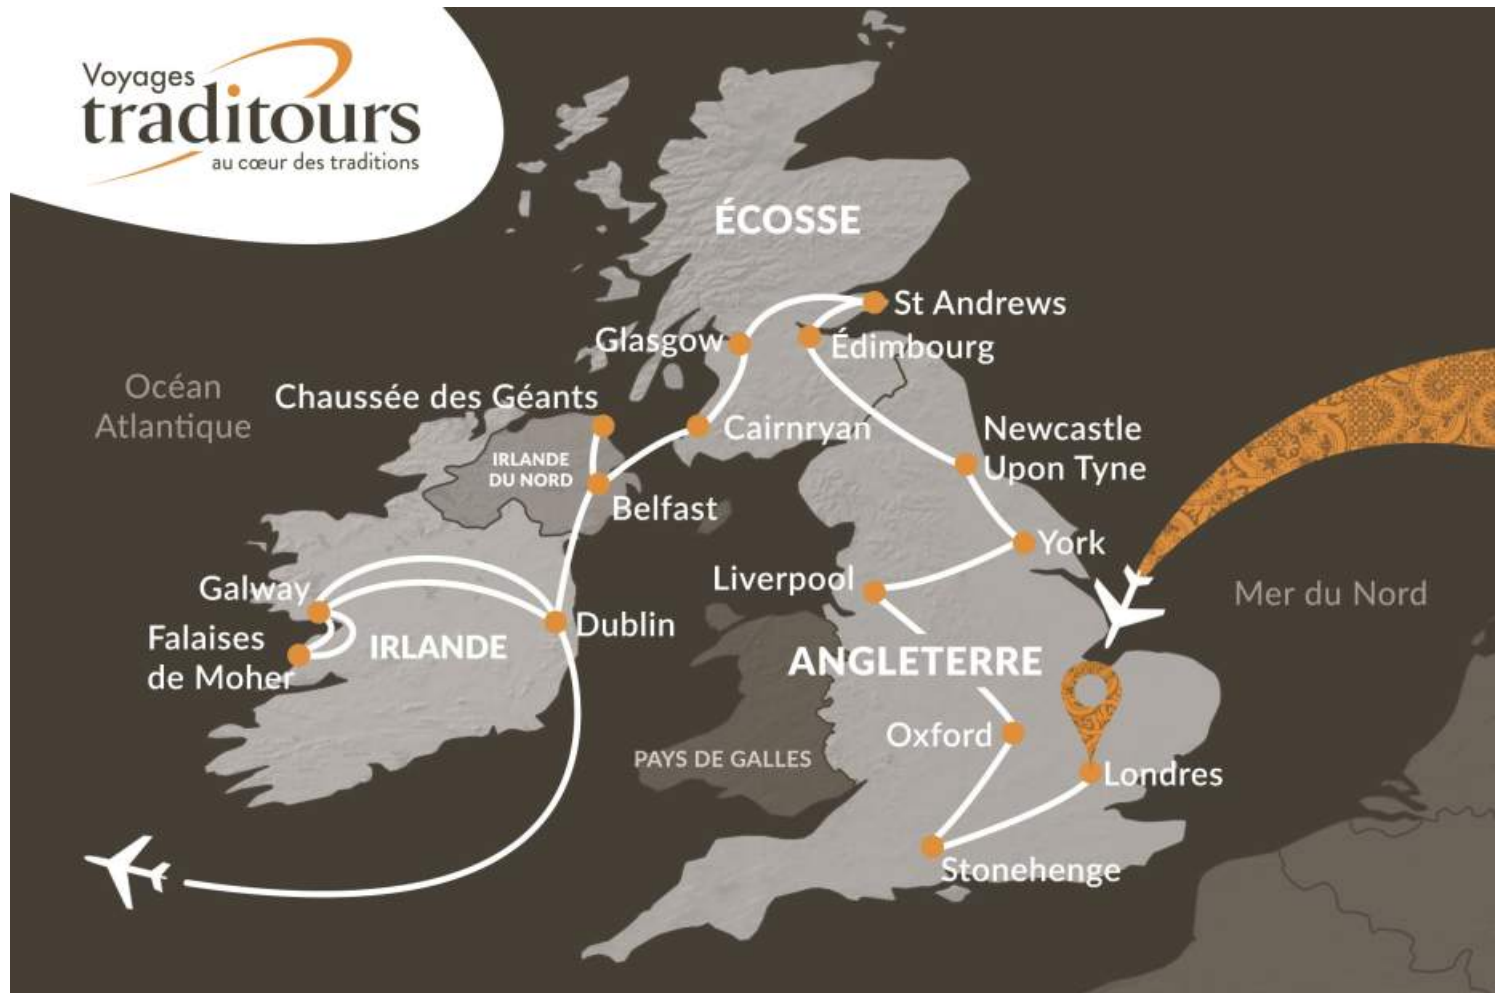 Voyages
traditours
au cœur des traditions
ÉCOSSE
St Andrews
Glasgow
Édimbourg
Océan
Atlantique
Chaussée des Géants
Cairnryan
Newcastle
Upon Tyne
IRLANDE
DU NORD
Belfast
York
Liverpool
Mer du Nord
Galway
Dublin
Falaises
de Moher
IRLANDE
ANGLETERRE
Oxford
PAYS DE GALLES
Londres
Stonehenge